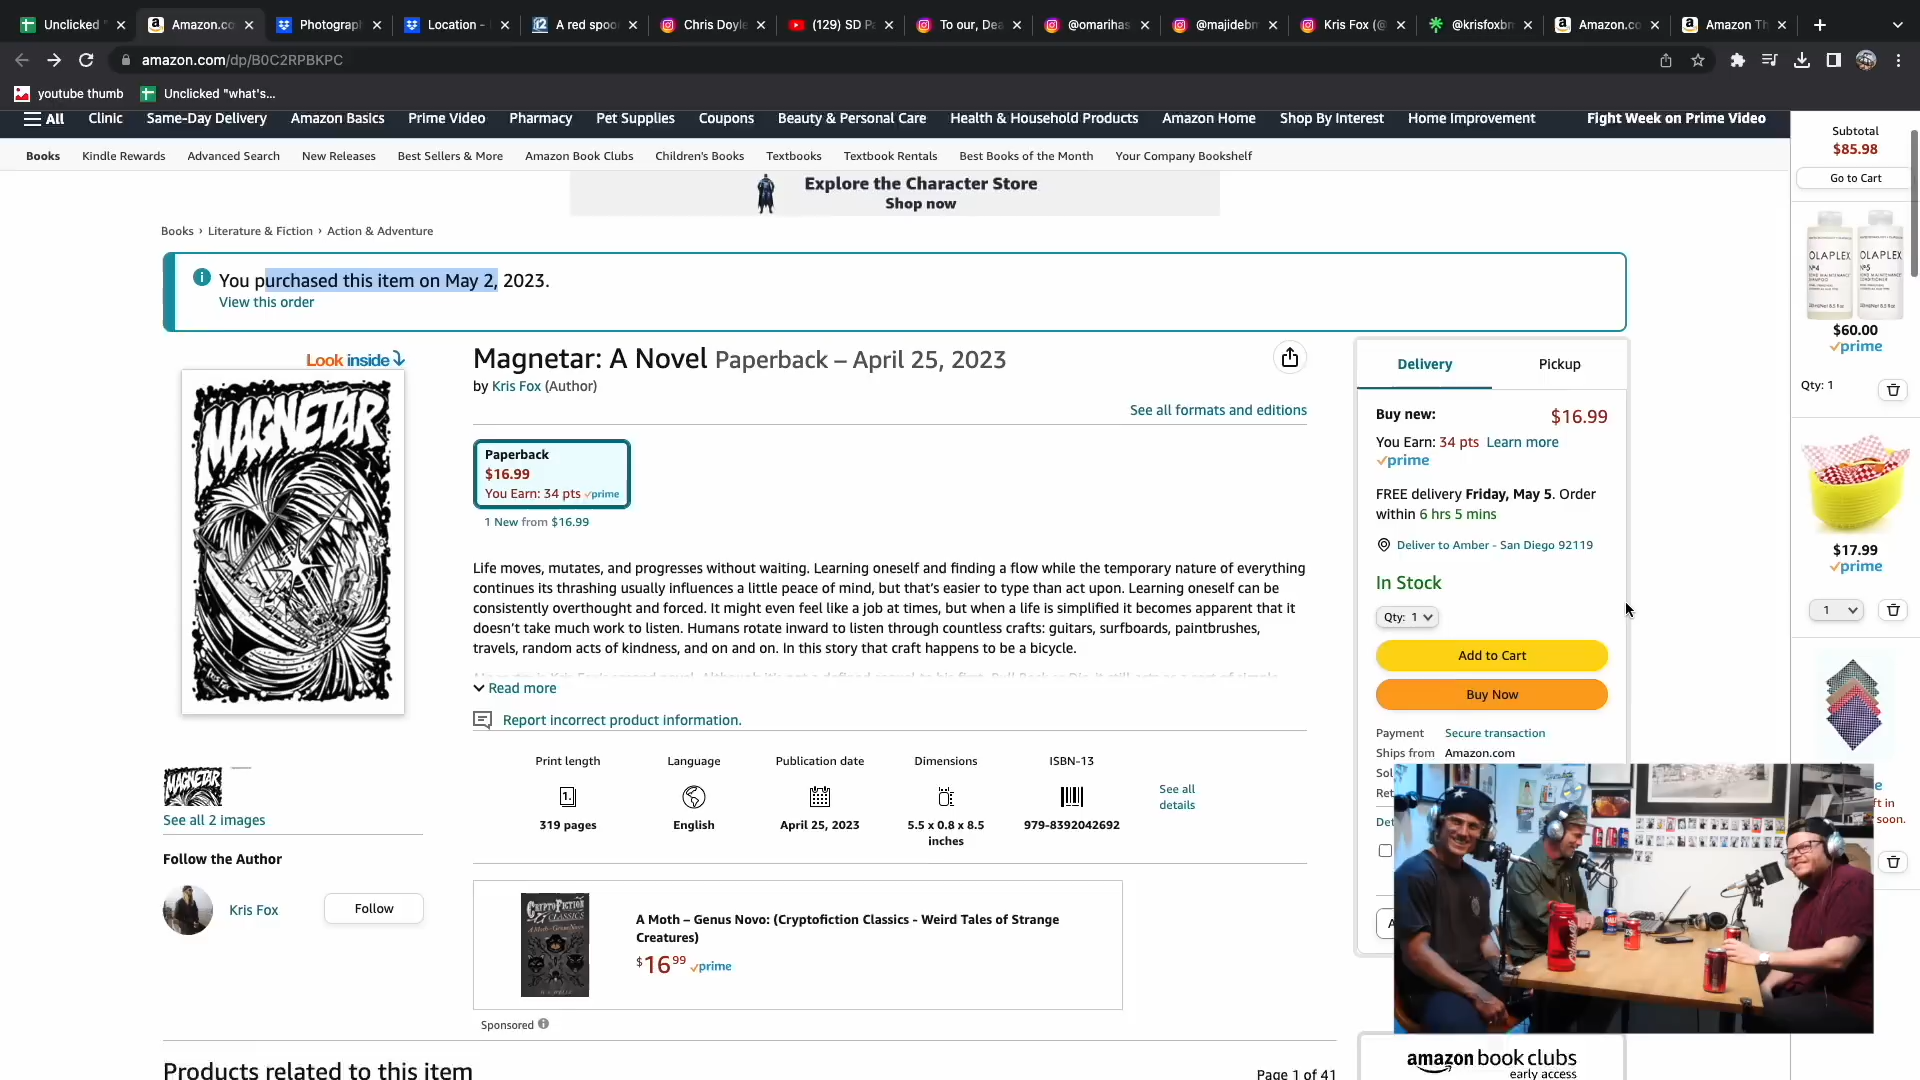 Unclicked "
Amazon.co
Photograp
Location -
A red spoo
Chris Doyle
(129) SD Pa
To our, Dea
@omarihas
@majidebm
Kris Fox (@
@krisfoxbm
Amazon.co
Amazon Th
amazon.com/dp/B0C2RPBKPC
youtube thumb
Unclicked "what's...
All
Clinic
Same-Day Delivery
Amazon Basics
Prime Video
Pharmacy
Pet Supplies
Coupons
Beauty & Personal Care
Health & Household Products
Amazon Home
Shop By Interest
Home Improvement
Fight Week on Prime Video
Books
Kindle Rewards
Advanced Search
New Releases
Best Sellers & More
Amazon Book Clubs
Children's Books
Textbooks
Textbook Rentals
Best Books of the Month
Your Company Bookshelf
Explore the Character Store
Shop now
Books › Literature & Fiction › Action & Adventure
You purchased this item on May 2, 2023.
View this order
Look inside
MAGNETAR
Magnetar: A Novel Paperback – April 25, 2023
by Kris Fox (Author)
See all formats and editions
Paperback
$16.99
You Earn: 34 pts prime
1 New from $16.99
Life moves, mutates, and progresses without waiting. Learning oneself and finding a flow while the temporary nature of everything
continues its thrashing usually influences a little peace of mind, but that's easier to type than act upon. Learning oneself can be
consistently overthought and forced. It might even feel like a job at times, but when a life is simplified it becomes apparent that it
doesn't take much work to listen. Humans rotate inward to listen through countless crafts: guitars, surfboards, paintbrushes,
travels, random acts of kindness, and on and on. In this story that craft happens to be a bicycle.
Read more
Report incorrect product information.
Print length
319 pages
Language
English
Publication date
April 25, 2023
Dimensions
5.5 x 0.8 x 8.5
inches
ISBN-13
979-8392042692
See all
details
MAGNETAR
See all 2 images
Follow the Author
Kris Fox
Follow
CRYPTOFICTION
CLASSICS
A Moth – Genus Novo: (Cryptofiction Classics - Weird Tales of Strange
Creatures)
$16 99 prime
Sponsored
Products related to this item
Page 1 of 41
Delivery
Pickup
Buy new:
$16.99
You Earn: 34 pts Learn more
prime
FREE delivery Friday, May 5. Order
within 6 hrs 5 mins
Deliver to Amber - San Diego 92119
In Stock
Qty: 1
Add to Cart
Buy Now
Payment Secure transaction
Ships from Amazon.com
Sol
Ret
Det
A
amazon book clubs
early access
Subtotal
$85.98
Go to Cart
OLAPLEX
Nº4
OLAPLEX
Nº5
$60.00
prime
Qty: 1
$17.99
prime
1
e
ft in
soon.